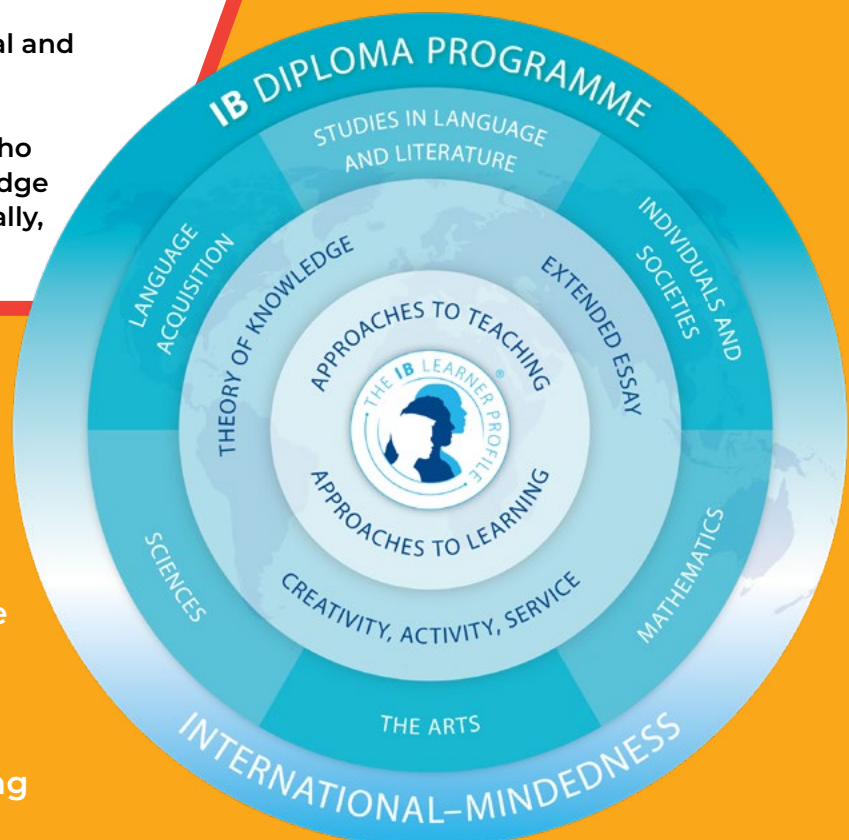 al and
ho
dge
ally,
e
ng
IB DIPLOMA PROGRAMME
STUDIES IN LANGUAGE
AND LITERATURE
LANGUAGE
ACQUISITION
INDIVIDUALS AND
SOCIETIES
THEORY OF KNOWLEDGE
EXTENDED ESSAY
APPROACHES TO TEACHING
THE IB LEARNER PROFILE®
APPROACHES TO LEARNING
SCIENCES
MATHEMATICS
CREATIVITY, ACTIVITY, SERVICE
THE ARTS
INTERNATIONAL–MINDEDNESS